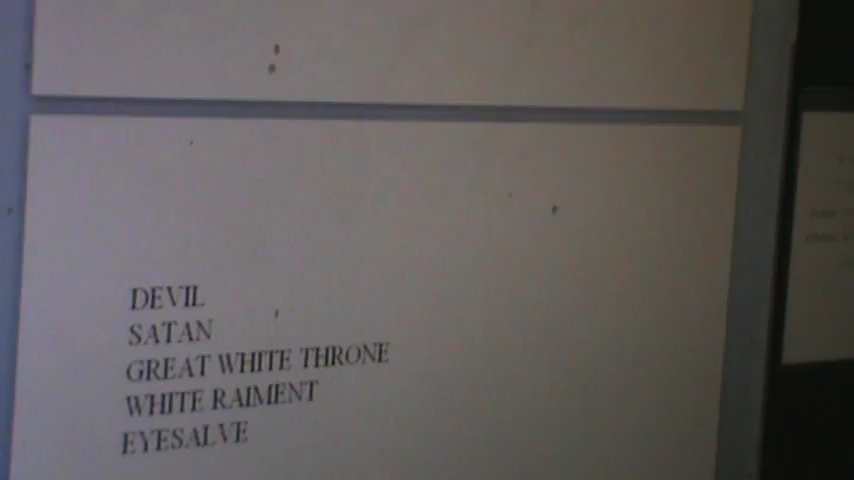 DEVIL
SATAN
GREAT WHITE THRONE
WHITE RAIMENT
EYESALVE